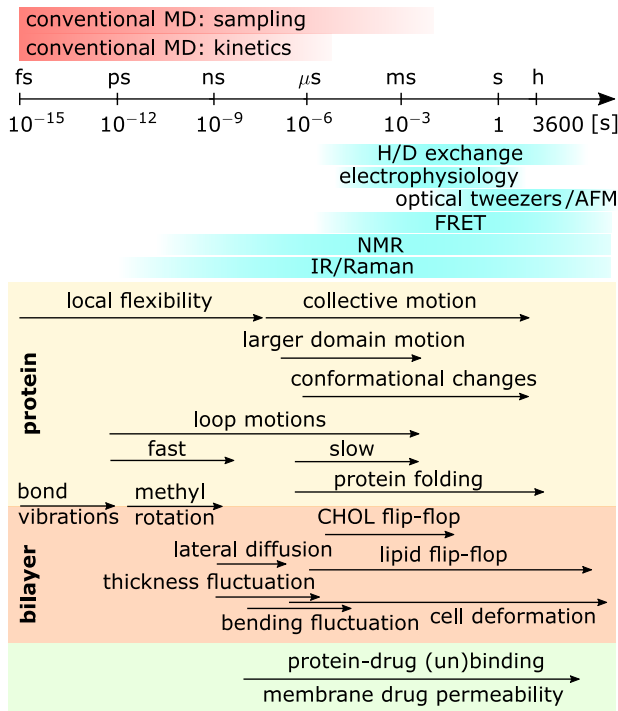 conventional MD: sampling
conventional MD: kinetics
fs ps ns μs ms s h
10⁻¹⁵ 10⁻¹² 10⁻⁹ 10⁻⁶ 10⁻³ 1 3600 [s]
H/D exchange
electrophysiology
optical tweezers/AFM
FRET
NMR
IR/Raman
protein
local flexibility
collective motion
larger domain motion
conformational changes
loop motions
fast
slow
protein folding
bond
vibrations
methyl
rotation
bilayer
CHOL flip-flop
lateral diffusion
lipid flip-flop
thickness fluctuation
cell deformation
bending fluctuation
protein-drug (un)binding
membrane drug permeability